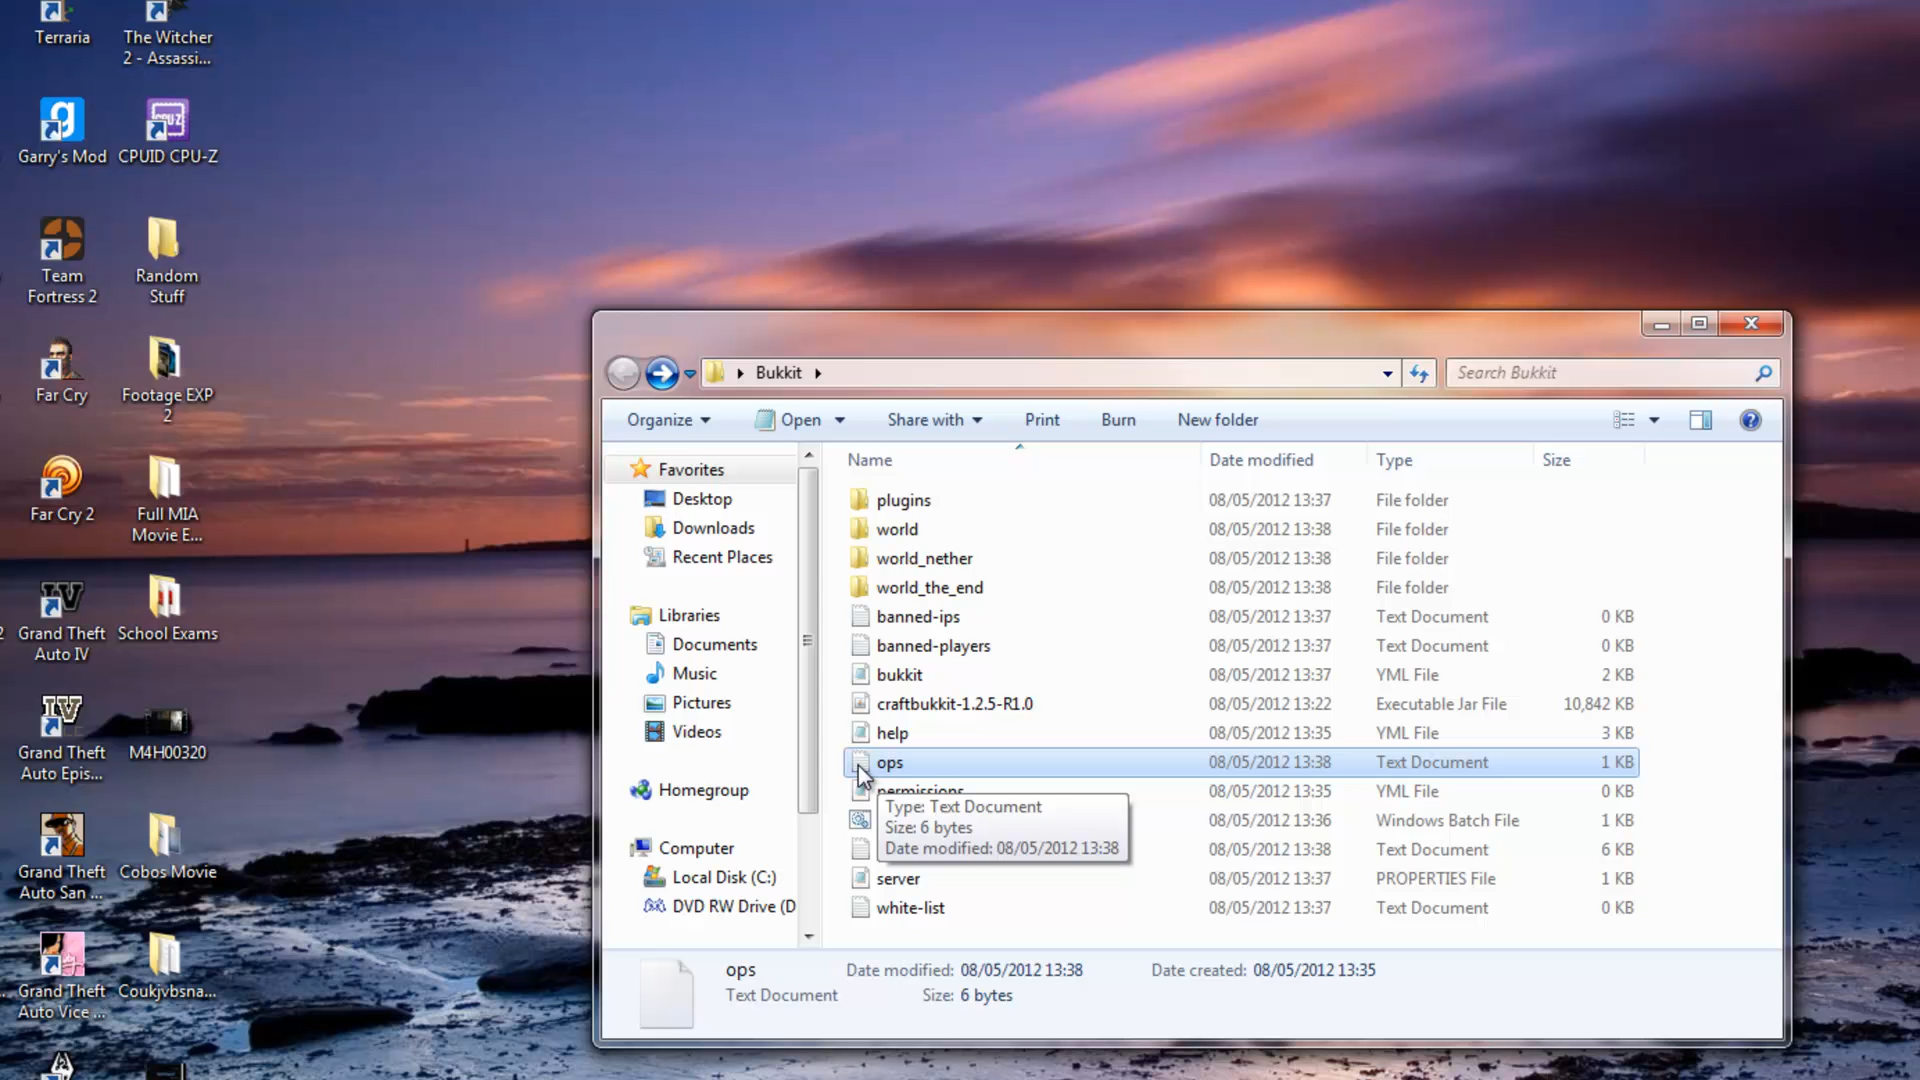 Terraria
The Witcher
2 - Assassi...
Garry's Mod
CPUID CPU-Z
Team
Fortress 2
Random
Stuff
Far Cry
Footage EXP
2
Far Cry 2
Full MIA
Movie E...
2
Grand Theft
Auto IV
School Exams
Grand Theft
Auto Epis...
M4H00320
Grand Theft
Auto San ...
Cobos Movie
Grand Theft
Auto Vice ...
Coukjvbsna...
Bukkit
Search Bukkit
Organize
Open
Share with
Print
Burn
New folder
Favorites
Desktop
Downloads
Recent Places
Libraries
Documents
Music
Pictures
Videos
Homegroup
Computer
Local Disk (C:)
DVD RW Drive (D
Name Date modified Type Size
plugins 08/05/2012 13:37 File folder
world 08/05/2012 13:38 File folder
world_nether 08/05/2012 13:38 File folder
world_the_end 08/05/2012 13:38 File folder
banned-ips 08/05/2012 13:37 Text Document 0 KB
banned-players 08/05/2012 13:37 Text Document 0 KB
bukkit 08/05/2012 13:37 YML File 2 KB
craftbukkit-1.2.5-R1.0 08/05/2012 13:22 Executable Jar File 10,842 KB
help 08/05/2012 13:35 YML File 3 KB
ops 08/05/2012 13:38 Text Document 1 KB
permissions 08/05/2012 13:35 YML File 0 KB
08/05/2012 13:36 Windows Batch File 1 KB
08/05/2012 13:38 Text Document 6 KB
server 08/05/2012 13:37 PROPERTIES File 1 KB
white-list 08/05/2012 13:37 Text Document 0 KB
Type: Text Document
Size: 6 bytes
Date modified: 08/05/2012 13:38
ops Date modified: 08/05/2012 13:38 Date created: 08/05/2012 13:35
Text Document Size: 6 bytes